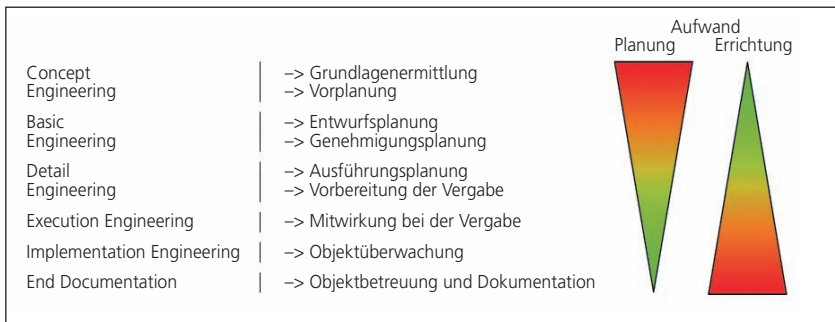 Aufwand
Planung Errichtung
Concept –> Grundlagenermittlung
Engineering –> Vorplanung
Basic –> Entwurfsplanung
Engineering –> Genehmigungsplanung
Detail –> Ausführungsplanung
Engineering –> Vorbereitung der Vergabe
Execution Engineering –> Mitwirkung bei der Vergabe
Implementation Engineering –> Objektüberwachung
End Documentation –> Objektbetreuung und Dokumentation